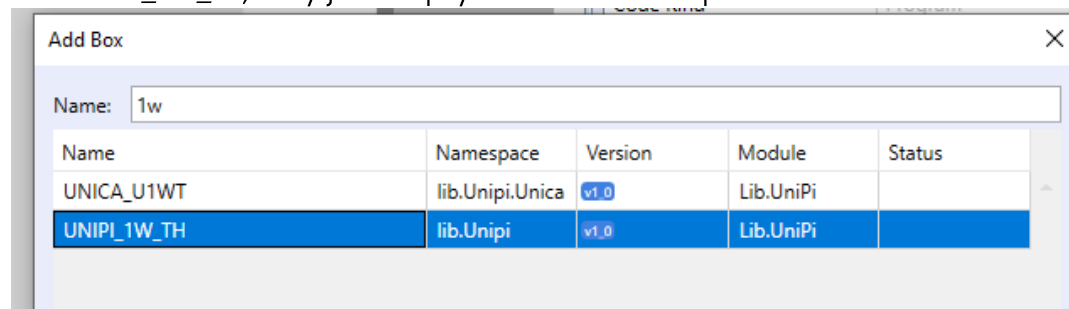 Add Box
Name: 1w
Name Namespace Version Module Status
UNICA_U1WT lib.Unipi.Unica v1_0 Lib.UniPi
UNIPI_1W_TH lib.Unipi v1_0 Lib.UniPi